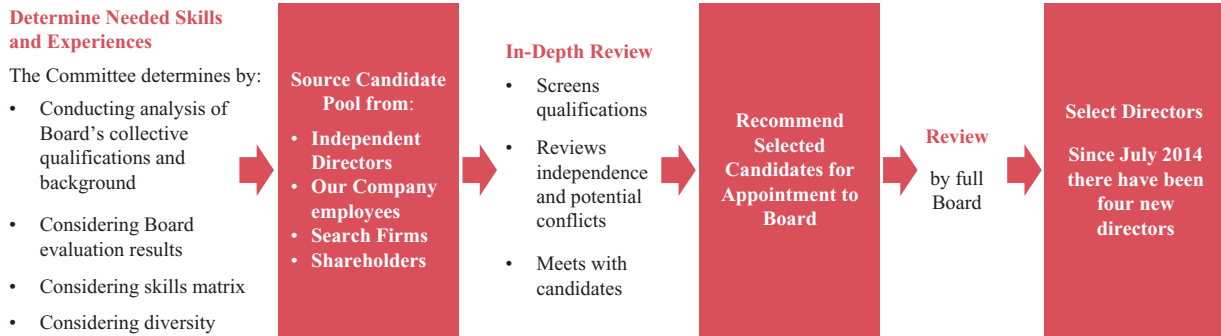 Determine Needed Skills
and Experiences
The Committee determines by:
• Conducting analysis of
Board's collective
qualifications and
background
• Considering Board
evaluation results
• Considering skills matrix
• Considering diversity
Source Candidate
Pool from:
• Independent
Directors
• Our Company
employees
• Search Firms
• Shareholders
In-Depth Review
• Screens
qualifications
• Reviews
independence
and potential
conflicts
• Meets with
candidates
Recommend
Selected
Candidates for
Appointment to
Board
Review
by full
Board
Select Directors
Since July 2014
there have been
four new
directors